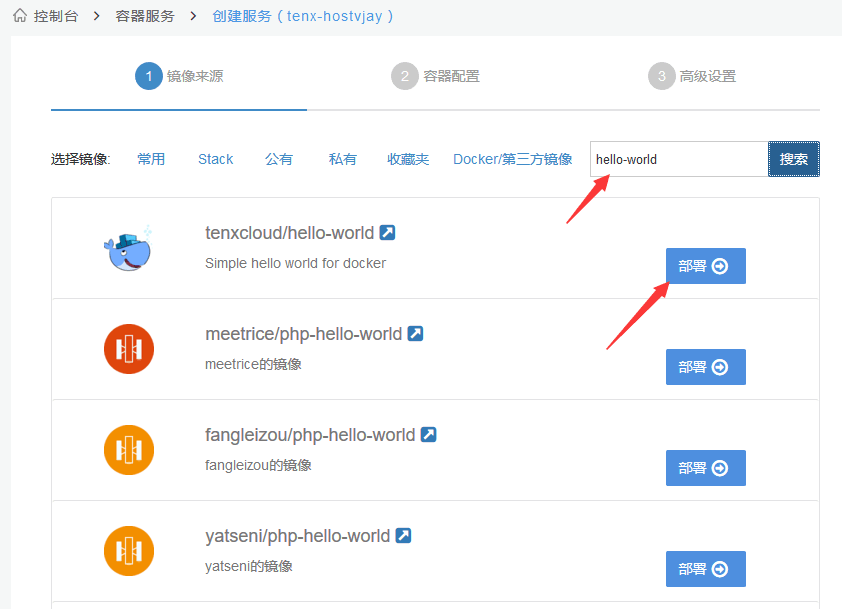 控制台 > 容器服务 > 创建服务（tenx-hostvjay）
1 镜像来源 2 容器配置 3 高级设置
选择镜像: 常用 Stack 公有 私有 收藏夹 Docker/第三方镜像 hello-world 搜索
tenxcloud/hello-world
Simple hello world for docker
部署
meetrice/php-hello-world
meetrice的镜像
部署
fangleizou/php-hello-world
fangleizou的镜像
部署
yatseni/php-hello-world
yatseni的镜像
部署